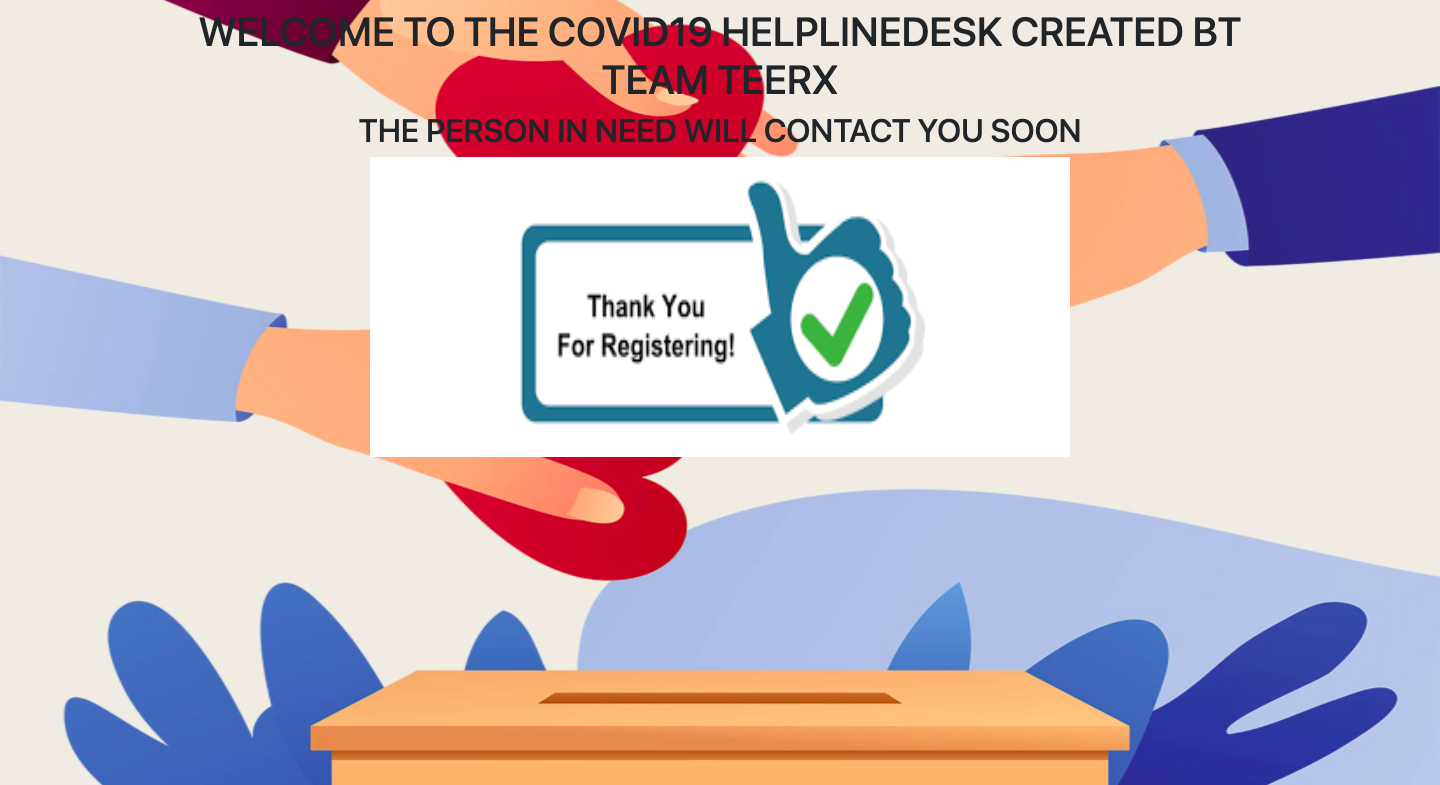 WELCOME TO THE COVID19 HELPLINEDESK CREATED BT
TEAM TEERX
THE PERSON IN NEED WILL CONTACT YOU SOON
Thank You
For Registering!